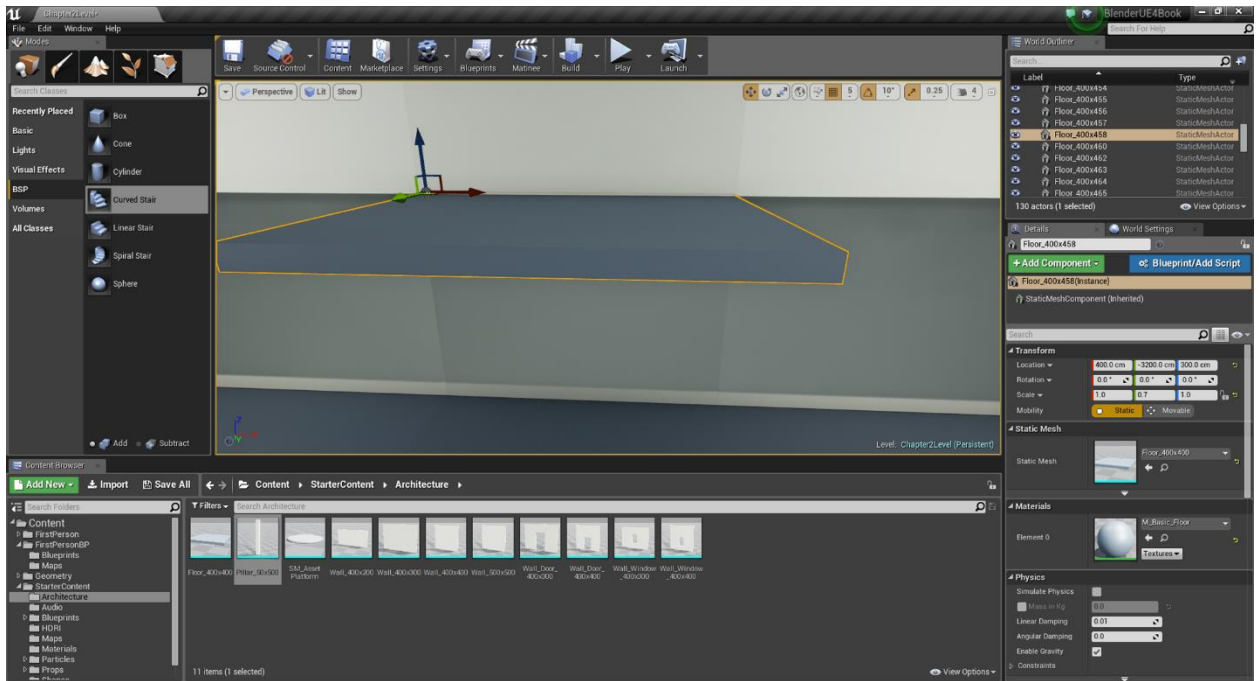 Chapter2Level*
BlenderUE4Book
File Edit Window Help
Search For Help
Modes
Save Source Control Content Marketplace Settings Blueprints Matinee Build Play Launch
Search Classes
Recently Placed
Basic
Lights
Visual Effects
BSP
Volumes
All Classes
Box
Cone
Cylinder
Curved Stair
Linear Stair
Spiral Stair
Sphere
Add Subtract
Perspective Lit Show
5 10° 0.25 4
Level: Chapter2Level (Persistent)
World Outliner
Search...
Label Type
Floor_400x454 StaticMeshActor
Floor_400x455 StaticMeshActor
Floor_400x456 StaticMeshActor
Floor_400x457 StaticMeshActor
Floor_400x458 StaticMeshActor
Floor_400x460 StaticMeshActor
Floor_400x462 StaticMeshActor
Floor_400x463 StaticMeshActor
Floor_400x464 StaticMeshActor
Floor_400x465 StaticMeshActor
130 actors (1 selected) View Options
Details World Settings
Floor_400x458
+Add Component Blueprint/Add Script
Floor_400x458(Instance)
StaticMeshComponent (Inherited)
Search
Transform
Location 400.0 cm -3200.0 cm 300.0 cm
Rotation 0.0° 0.0° 0.0°
Scale 1.0 0.7 1.0
Mobility Static Movable
Static Mesh
Static Mesh Floor_400x400
Materials
Element 0 M_Basic_Floor
Textures
Physics
Simulate Physics
Mass in Kg 0.0
Linear Damping 0.01
Angular Damping 0.0
Enable Gravity
Constraints
Content Browser
Add New Import Save All Content StarterContent Architecture
Search Folders
Filters Search Architecture
Content
FirstPerson
FirstPersonBP
Blueprints
Maps
Geometry
StarterContent
Architecture
Audio
Blueprints
HDRI
Maps
Materials
Particles
Props
Floor_400x400 Pillar_50x500 SM_Asset Platform Wall_400x200 Wall_400x300 Wall_400x400 Wall_500x500 Wall_Door_400x300 Wall_Door_400x400 Wall_Window_400x300 Wall_Window_400x400
11 items (1 selected) View Options